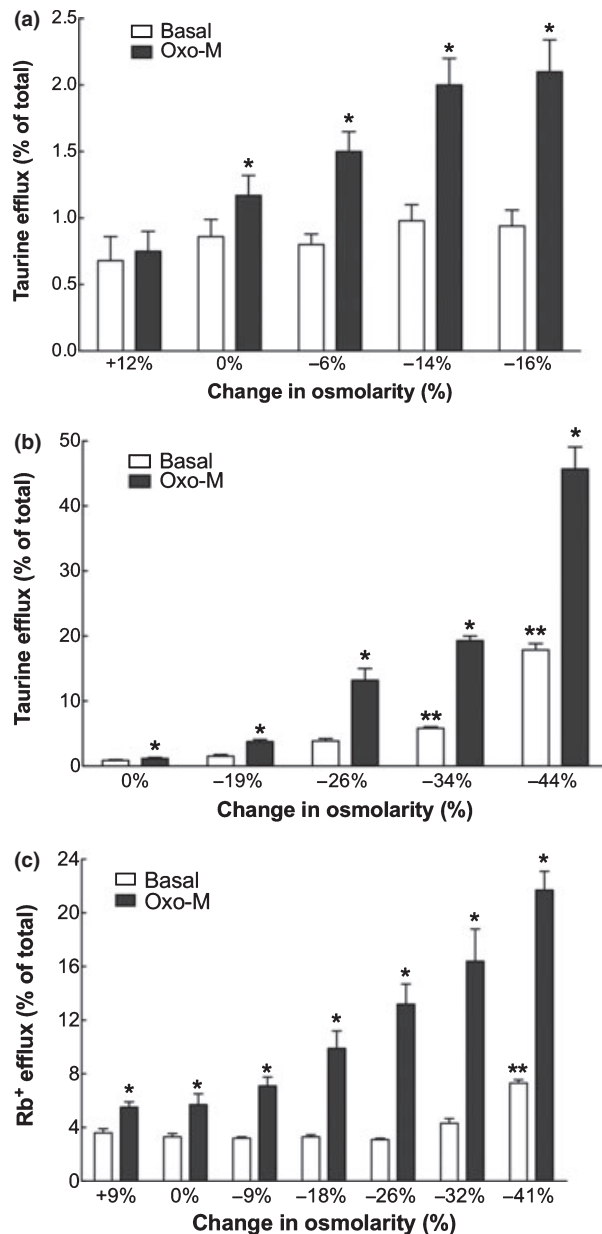 (a)
Basal
Oxo-M
Taurine efflux (% of total)
2.5
2.0
1.5
1.0
0.5
0.0
* * * *
+12% 0% –6% –14% –16%
Change in osmolarity (%)
(b)
Basal
Oxo-M
Taurine efflux (% of total)
50
40
30
20
10
0
* * * ** * ** *
0% –19% –26% –34% –44%
Change in osmolarity (%)
(c)
Basal
Oxo-M
Rb+ efflux (% of total)
24
20
16
12
8
4
0
* * * * * * ** *
+9% 0% –9% –18% –26% –32% –41%
Change in osmolarity (%)